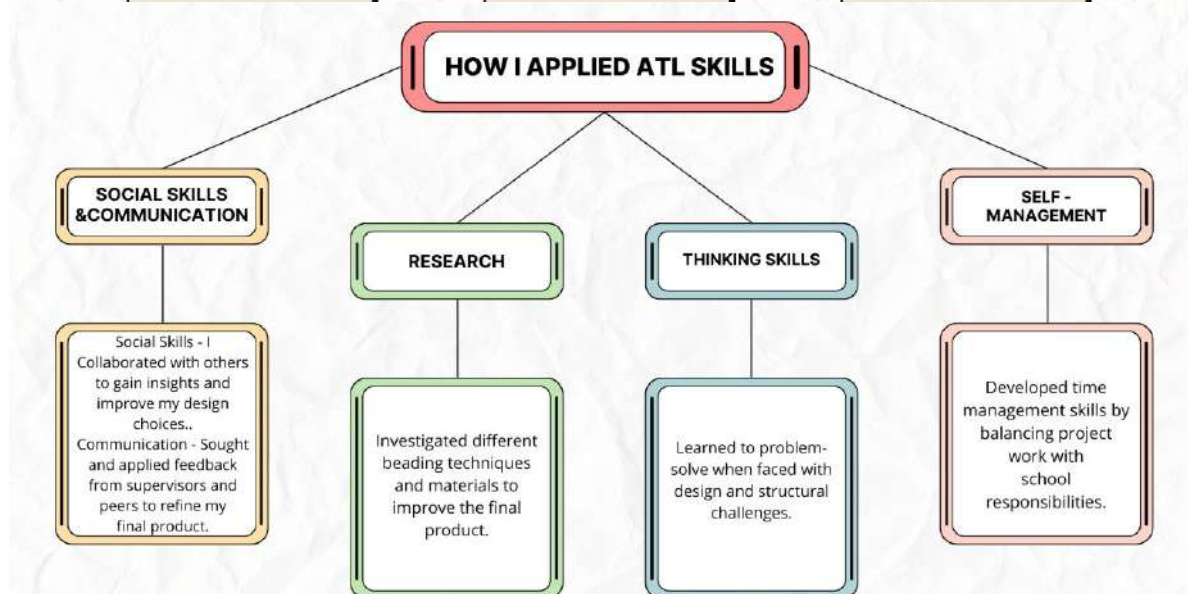 HOW I APPLIED ATL SKILLS
SOCIAL SKILLS
&COMMUNICATION
Social Skills - I
Collaborated with others
to gain insights and
improve my design
choices..
Communication - Sought
and applied feedback
from supervisors and
peers to refine my
final product.
RESEARCH
Investigated different
beading techniques
and materials to
improve the final
product.
THINKING SKILLS
Learned to problem-
solve when faced with
design and structural
challenges.
SELF -
MANAGEMENT
Developed time
management skills by
balancing project
work with
school
responsibilities.